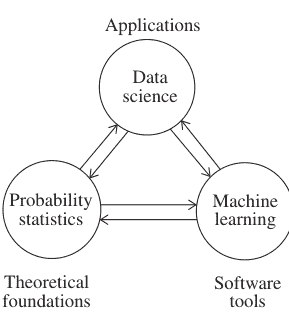 Applications
Data
science
Probability
statistics
Machine
learning
Theoretical
foundations
Software
tools